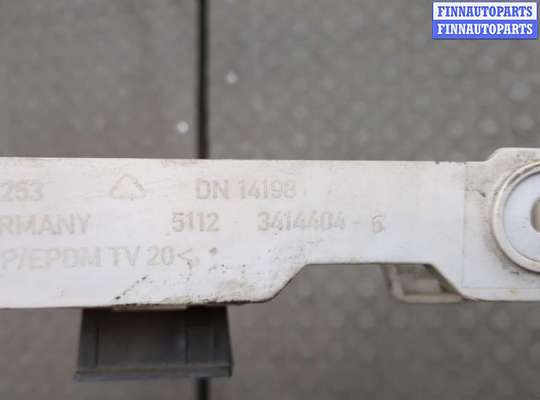 FINNAUTOPARTS
FINNAUTOPARTS
253 DN 14198
RMANY 5112 3414404-6
P/EPDM TV 20<